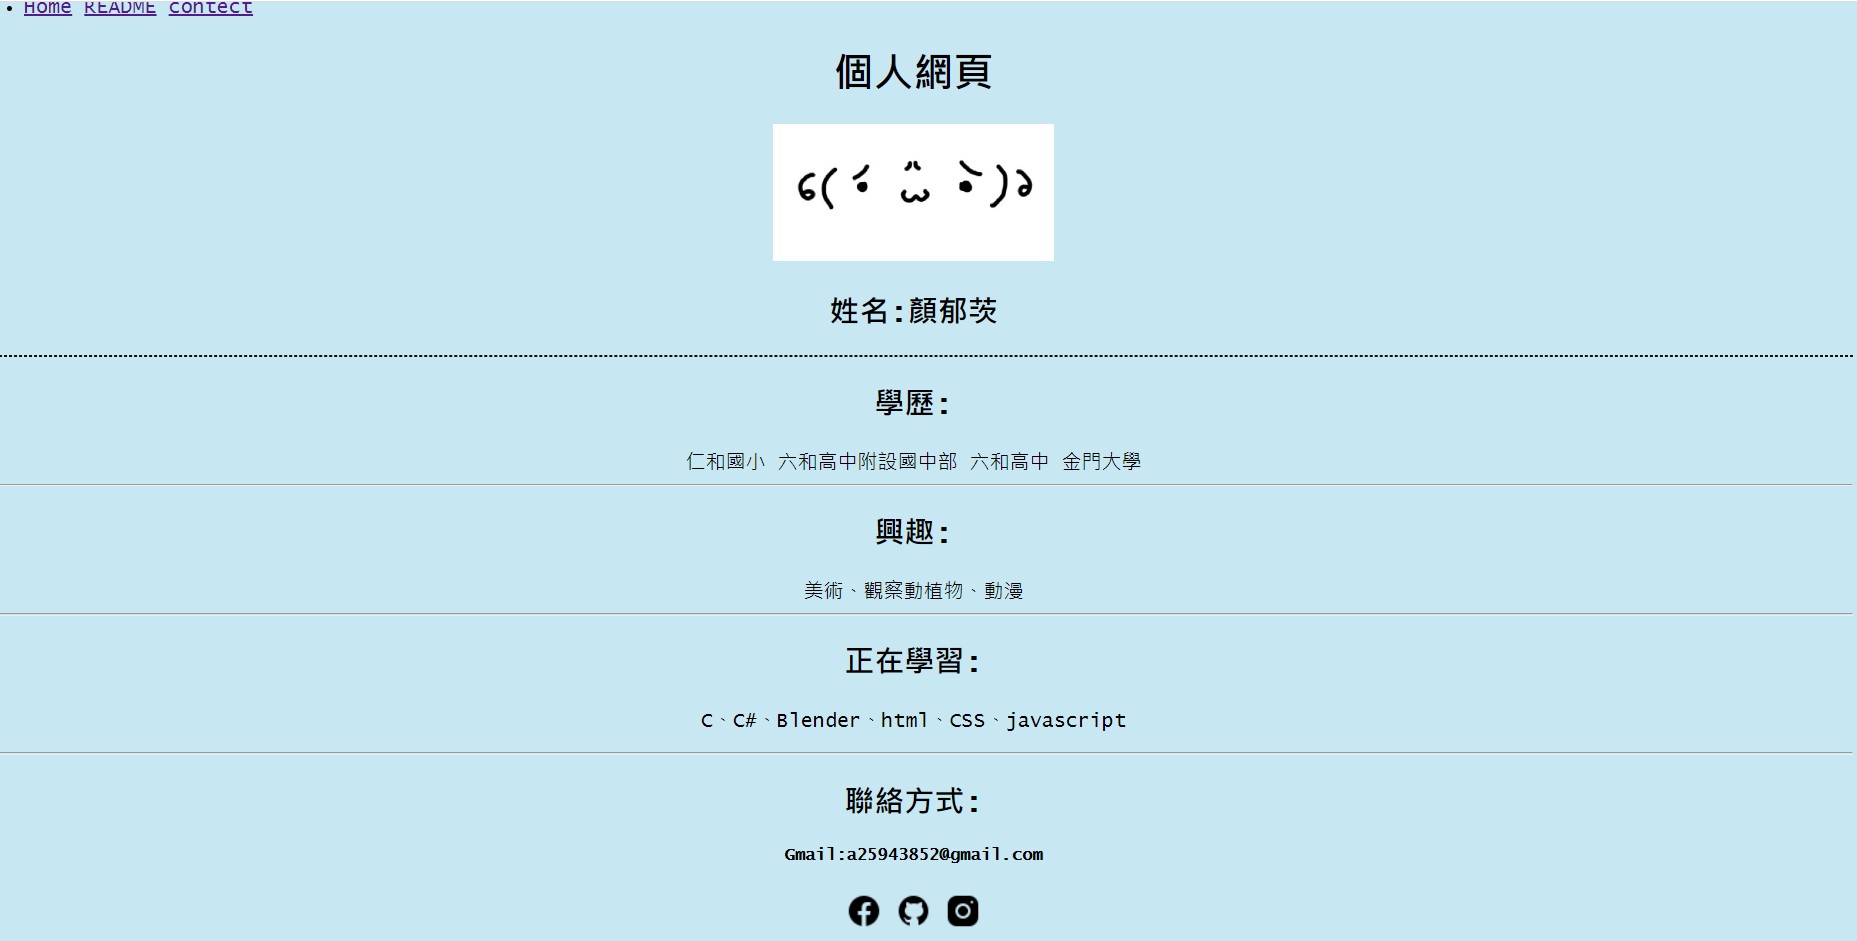 Home README contect
個人網頁
姓名:顏郁茨
學歷:
仁和國小 六和高中附設國中部 六和高中 金門大學
興趣:
美術、觀察動植物、動漫
正在學習:
C、C#、Blender、html、CSS、javascript
聯絡方式:
Gmail:a25943852@gmail.com